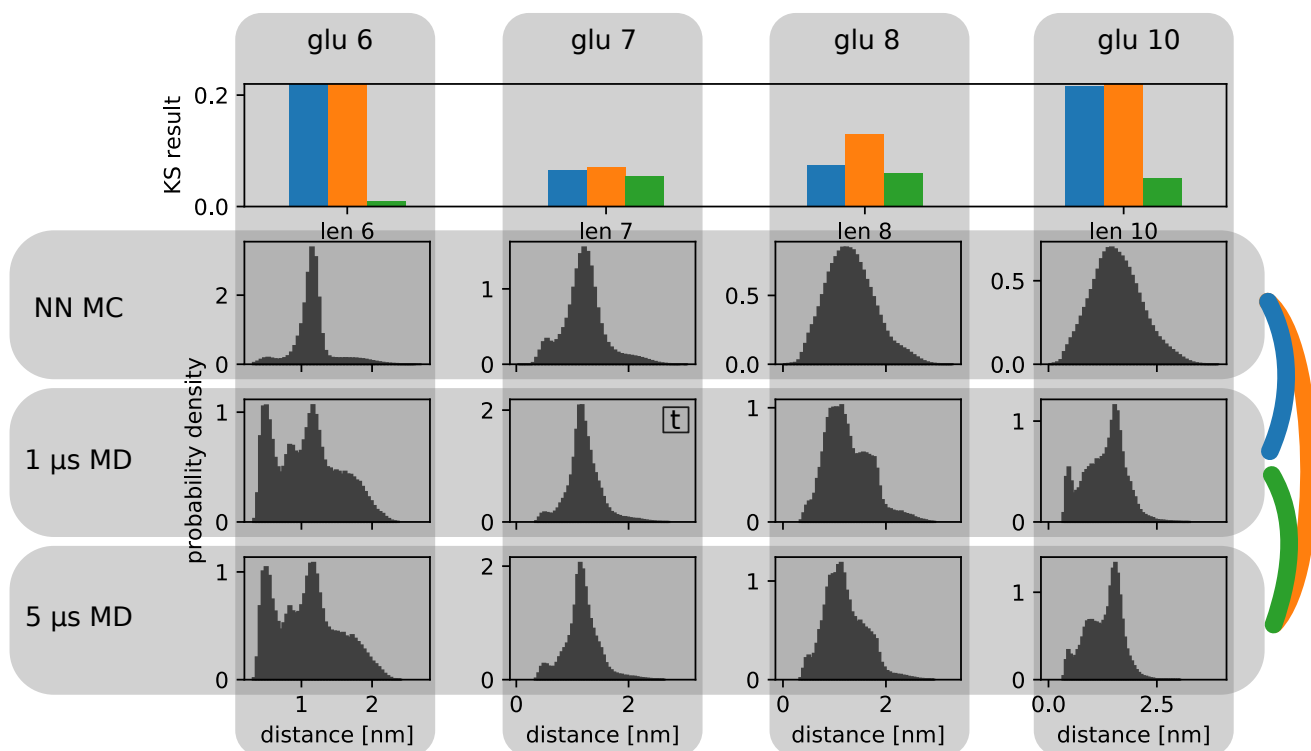 glu 6 glu 7 glu 8 glu 10
KS result
0.2
0.0
len 6 len 7 len 8 len 10
NN MC
probability density
2
0
1
0
0.5
0.0
0.5
0.0
1 µs MD
1
0
2
0
t
1
0
1
0
5 µs MD
1
0
2
0
1
0
1
0
1 2 0 2 0 2 0.0 2.5
distance [nm] distance [nm] distance [nm] distance [nm]